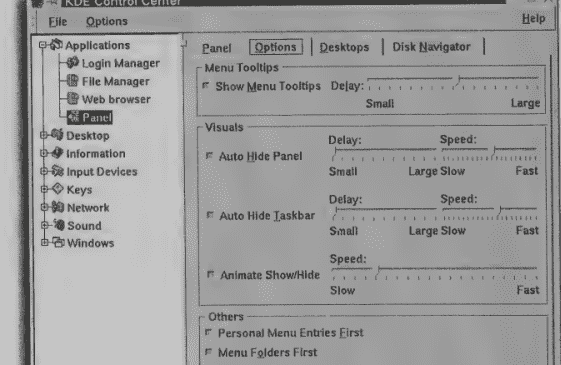 KDE Control Center
File Options Help
Applications
Login Manager
File Manager
Web browser
Panel
Desktop
Information
Input Devices
Keys
Network
Sound
Windows
Panel Options Desktops Disk Navigator
Menu Tooltips
Show Menu Tooltips Delay:
Small Large
Visuals
Delay: Speed:
Auto Hide Panel
Small Large Slow Fast
Delay: Speed:
Auto Hide Taskbar
Small Large Slow Fast
Speed:
Animate Show/Hide
Slow Fast
Others
Personal Menu Entries First
Menu Folders First